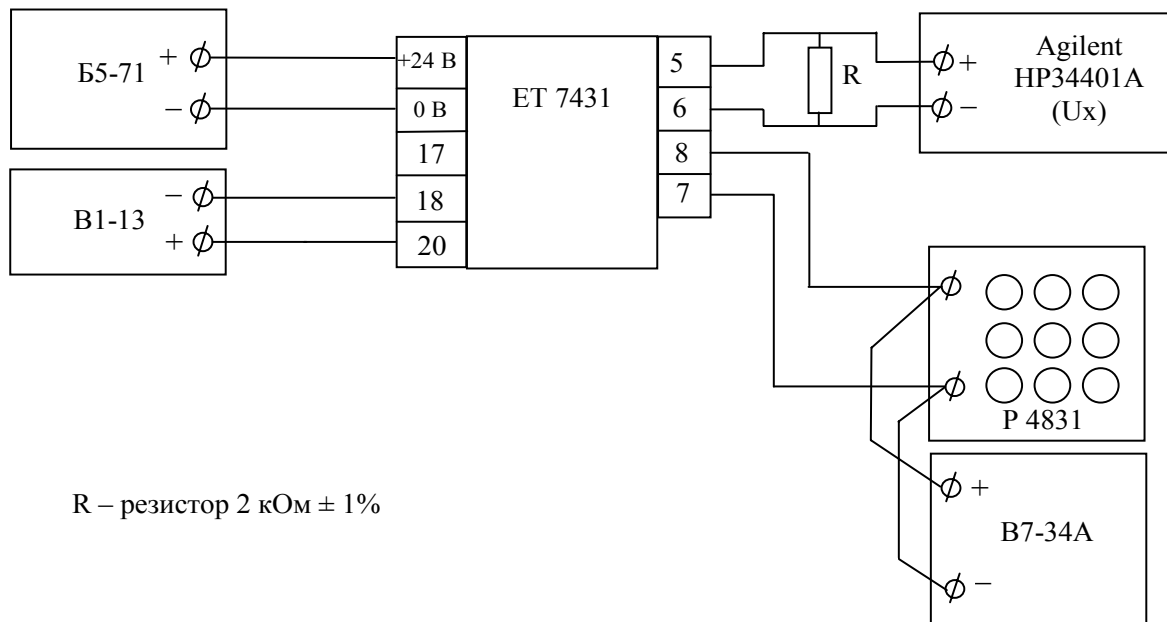 Б5-71
+
−
В1-13
−
+
+24 В
0 В
17
18
20
ЕТ 7431
5
6
8
7
R
+
−
Agilent
HP34401A
(Ux)
Р 4831
+
−
В7-34А
R – резистор 2 кОм ± 1%